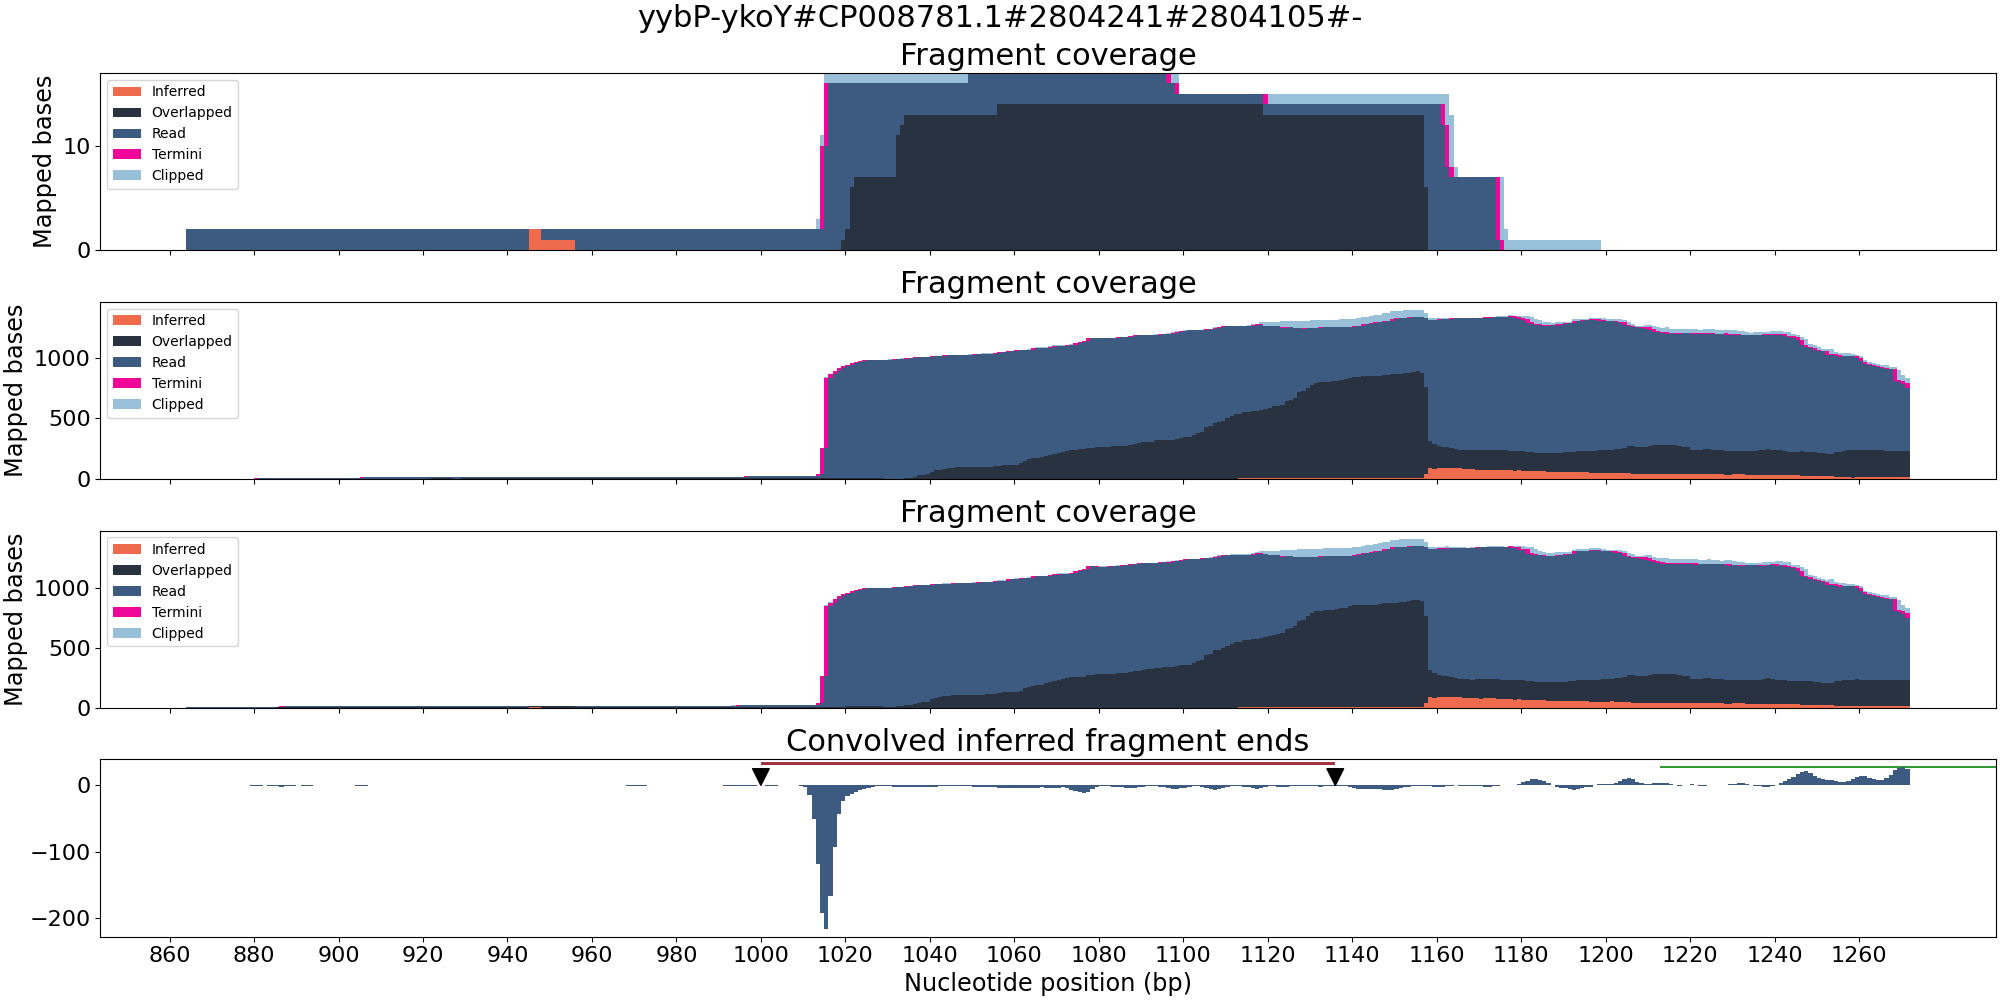 yybP-ykoY#CP008781.1#2804241#2804105#-
Fragment coverage
Mapped bases
10
0
Inferred
Overlapped
Read
Termini
Clipped
Fragment coverage
Mapped bases
1000
500
0
Inferred
Overlapped
Read
Termini
Clipped
Fragment coverage
Mapped bases
1000
500
0
Inferred
Overlapped
Read
Termini
Clipped
Convolved inferred fragment ends
0
−100
−200
860 880 900 920 940 960 980 1000 1020 1040 1060 1080 1100 1120 1140 1160 1180 1200 1220 1240 1260
Nucleotide position (bp)